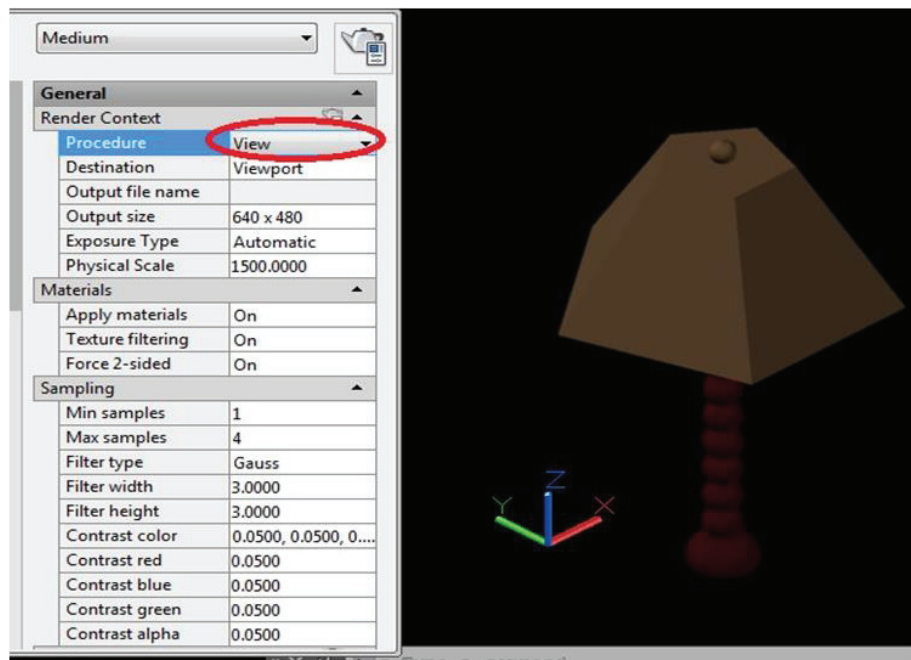 Medium
General
Render Context
Procedure View
Destination Viewport
Output file name
Output size 640 x 480
Exposure Type Automatic
Physical Scale 1500.0000
Materials
Apply materials On
Texture filtering On
Force 2-sided On
Sampling
Min samples 1
Max samples 4
Filter type Gauss
Filter width 3.0000
Filter height 3.0000
Contrast color 0.0500, 0.0500, 0....
Contrast red 0.0500
Contrast blue 0.0500
Contrast green 0.0500
Contrast alpha 0.0500
Z
Y X